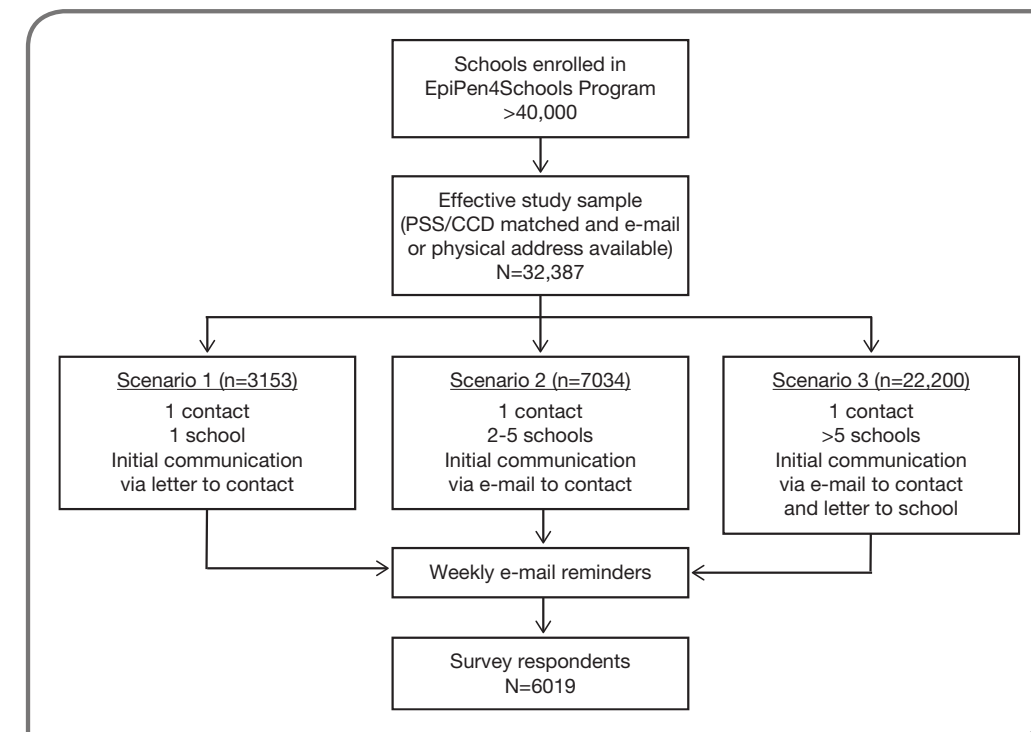 Schools enrolled in
EpiPen4Schools Program
>40,000
Effective study sample
(PSS/CCD matched and e-mail
or physical address available)
N=32,387
Scenario 1 (n=3153)
1 contact
1 school
Initial communication
via letter to contact
Scenario 2 (n=7034)
1 contact
2-5 schools
Initial communication
via e-mail to contact
Scenario 3 (n=22,200)
1 contact
>5 schools
Initial communication
via e-mail to contact
and letter to school
Weekly e-mail reminders
Survey respondents
N=6019